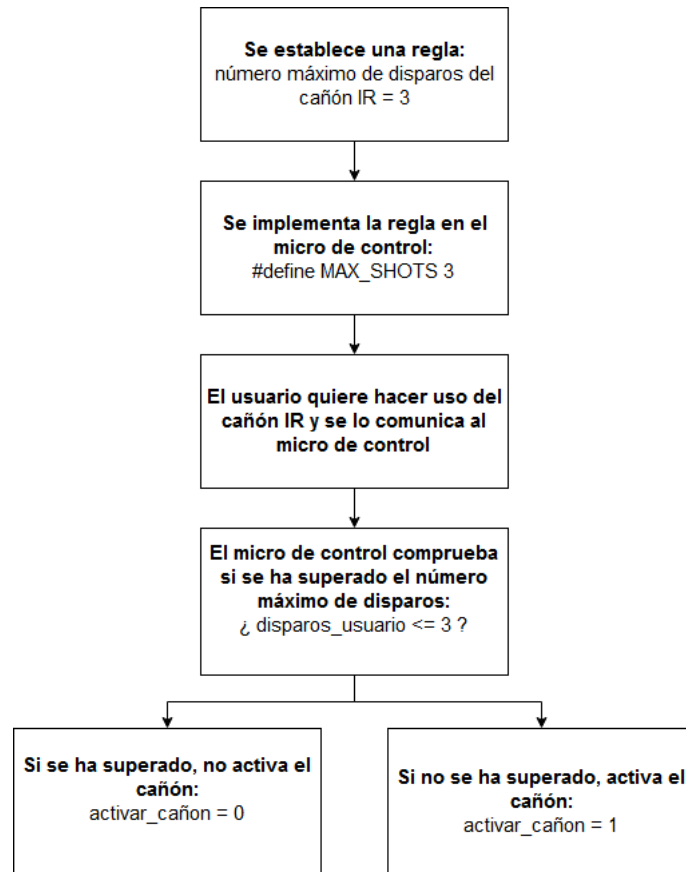 Se establece una regla:
número máximo de disparos del
cañón IR = 3
Se implementa la regla en el
micro de control:
#define MAX_SHOTS 3
El usuario quiere hacer uso del
cañón IR y se lo comunica al
micro de control
El micro de control comprueba
si se ha superado el número
máximo de disparos:
¿ disparos_usuario <= 3 ?
Si se ha superado, no activa el
cañón:
activar_cañon = 0
Si no se ha superado, activa el
cañón:
activar_cañon = 1